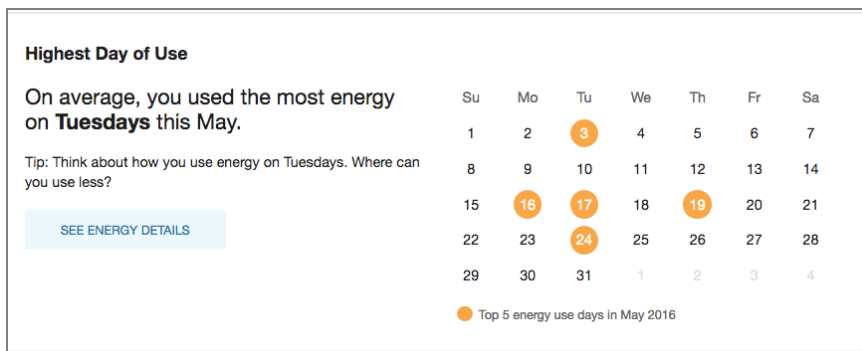 Highest Day of Use
On average, you used the most energy
on Tuesdays this May.
Tip: Think about how you use energy on Tuesdays. Where can
you use less?
SEE ENERGY DETAILS
Su Mo Tu We Th Fr Sa
1 2 3 4 5 6 7
8 9 10 11 12 13 14
15 16 17 18 19 20 21
22 23 24 25 26 27 28
29 30 31 1 2 3 4
Top 5 energy use days in May 2016